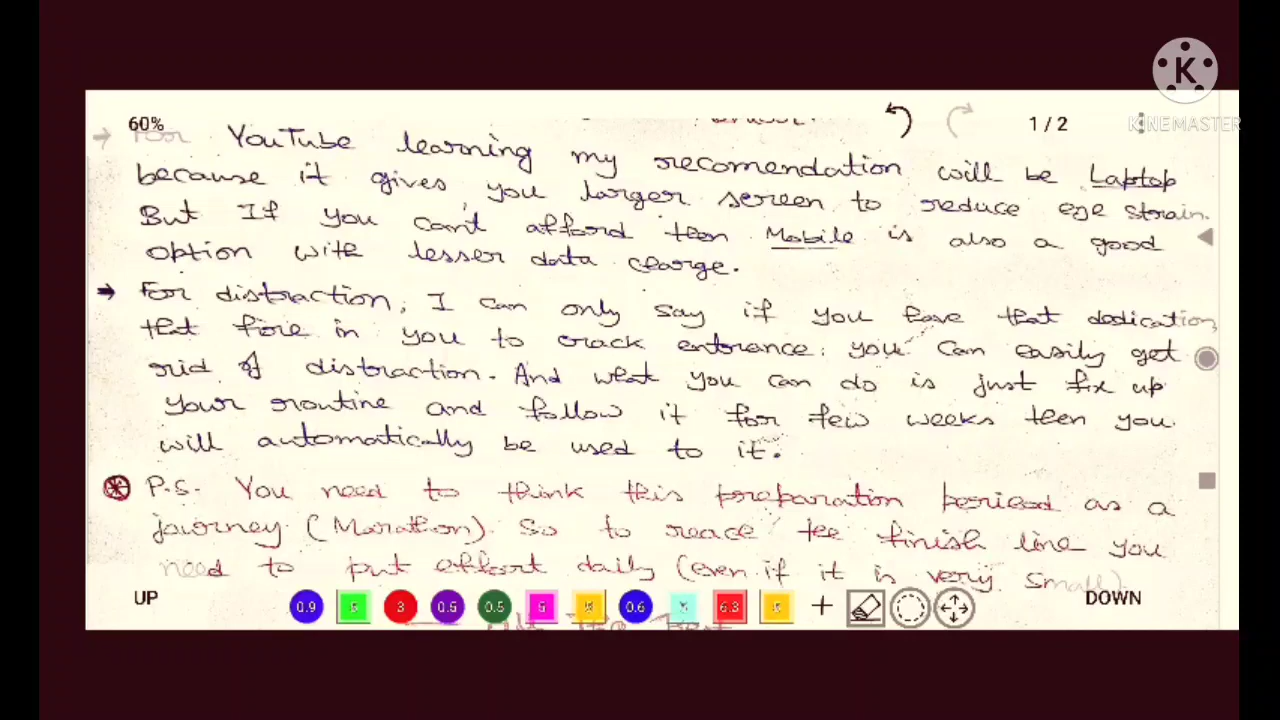 60%
1 / 2
KINEMASTER
→ For YouTube learning my recomendation will be Laptop
because it gives you larger screen to reduce eye strain.
But If you can't afford then Mobile is also a good
option with lesser data charge.
→ For distraction, I can only say if you have that dedication,
that fire in you to crack entrance, you can easily get
rid of distraction. And what you can do is just fix up
your routine and follow it for few weeks then you
will automatically be used to it.
P.S. You need to think this preparation period as a
journey (Marathon). So to reach the finish line you
need to put effort daily (even if it is very small)
UP
0.9 5 3 0.5 0.5 5 0.6 6.3
DOWN